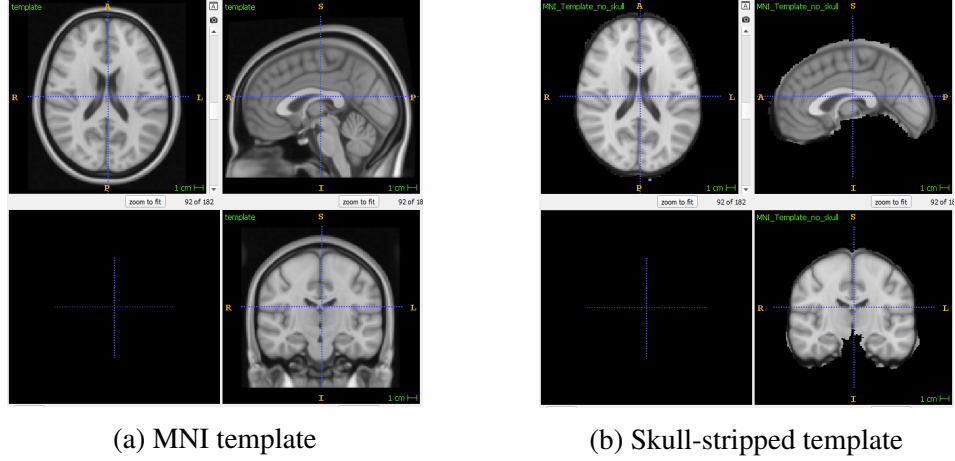 template
A
R
L
P
1 cm
zoom to fit
92 of 182
template
S
A
P
I
1 cm
zoom to fit
92 of 18
template
S
R
L
I
1 cm
MNI_Template_no_skull
A
R
L
P
1 cm
zoom to fit
92 of 182
MNI_Template_no_skull
S
A
P
I
1 cm
zoom to fit
92 of 18
MNI_Template_no_skull
S
R
L
I
1 cm
(a) MNI template
(b) Skull-stripped template